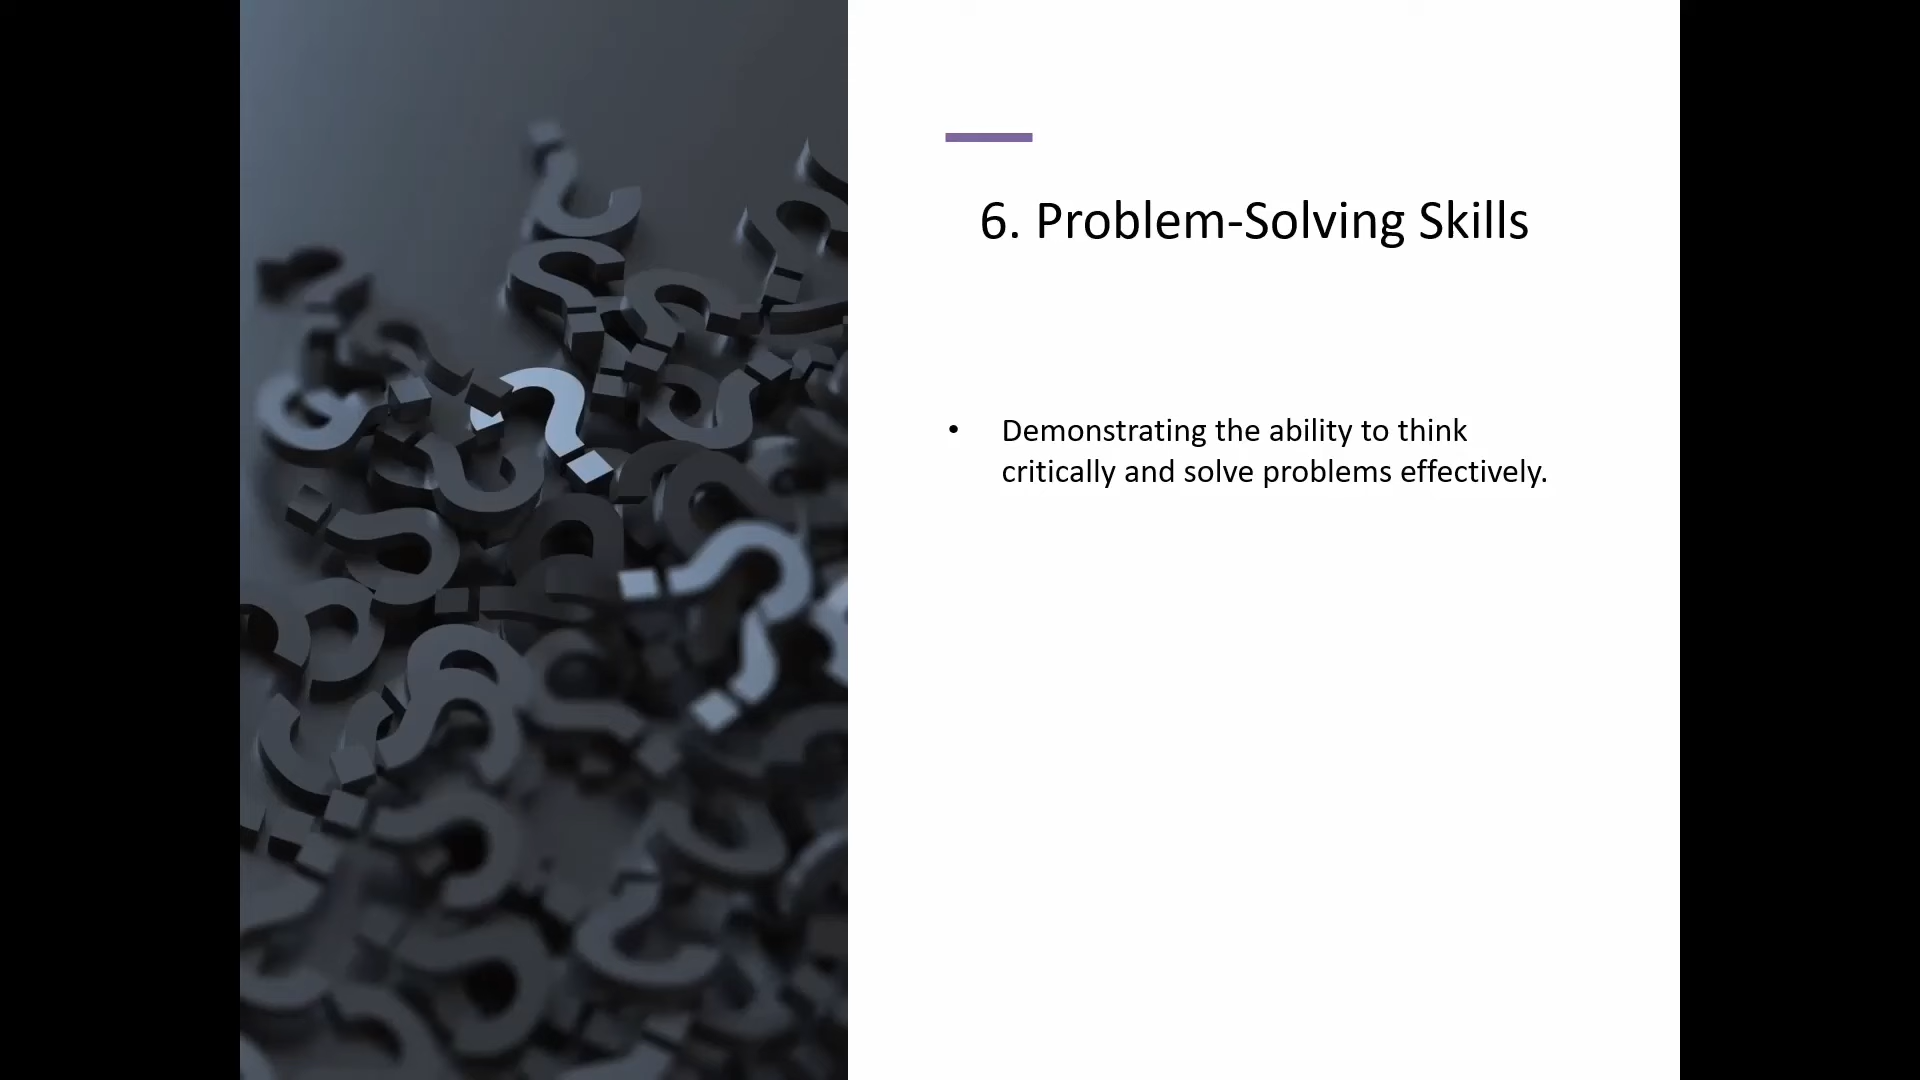 6. Problem-Solving Skills
• Demonstrating the ability to think
critically and solve problems effectively.